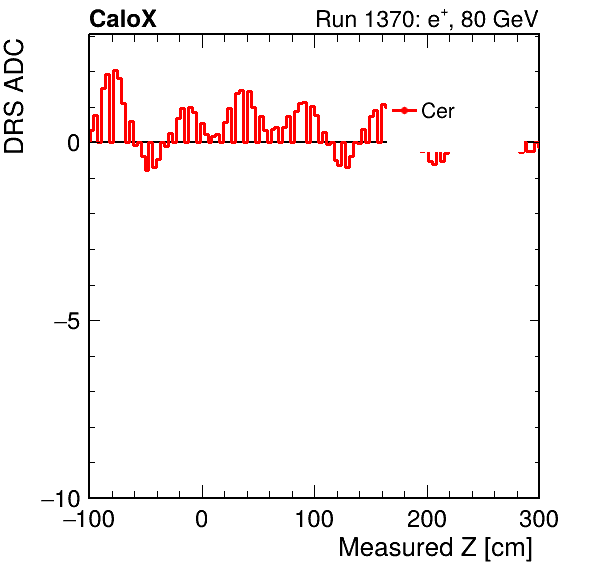 CaloX Run 1370: e⁺, 80 GeV
DRS ADC
Cer
0
−5
−10
−100 0 100 200 300
Measured Z [cm]